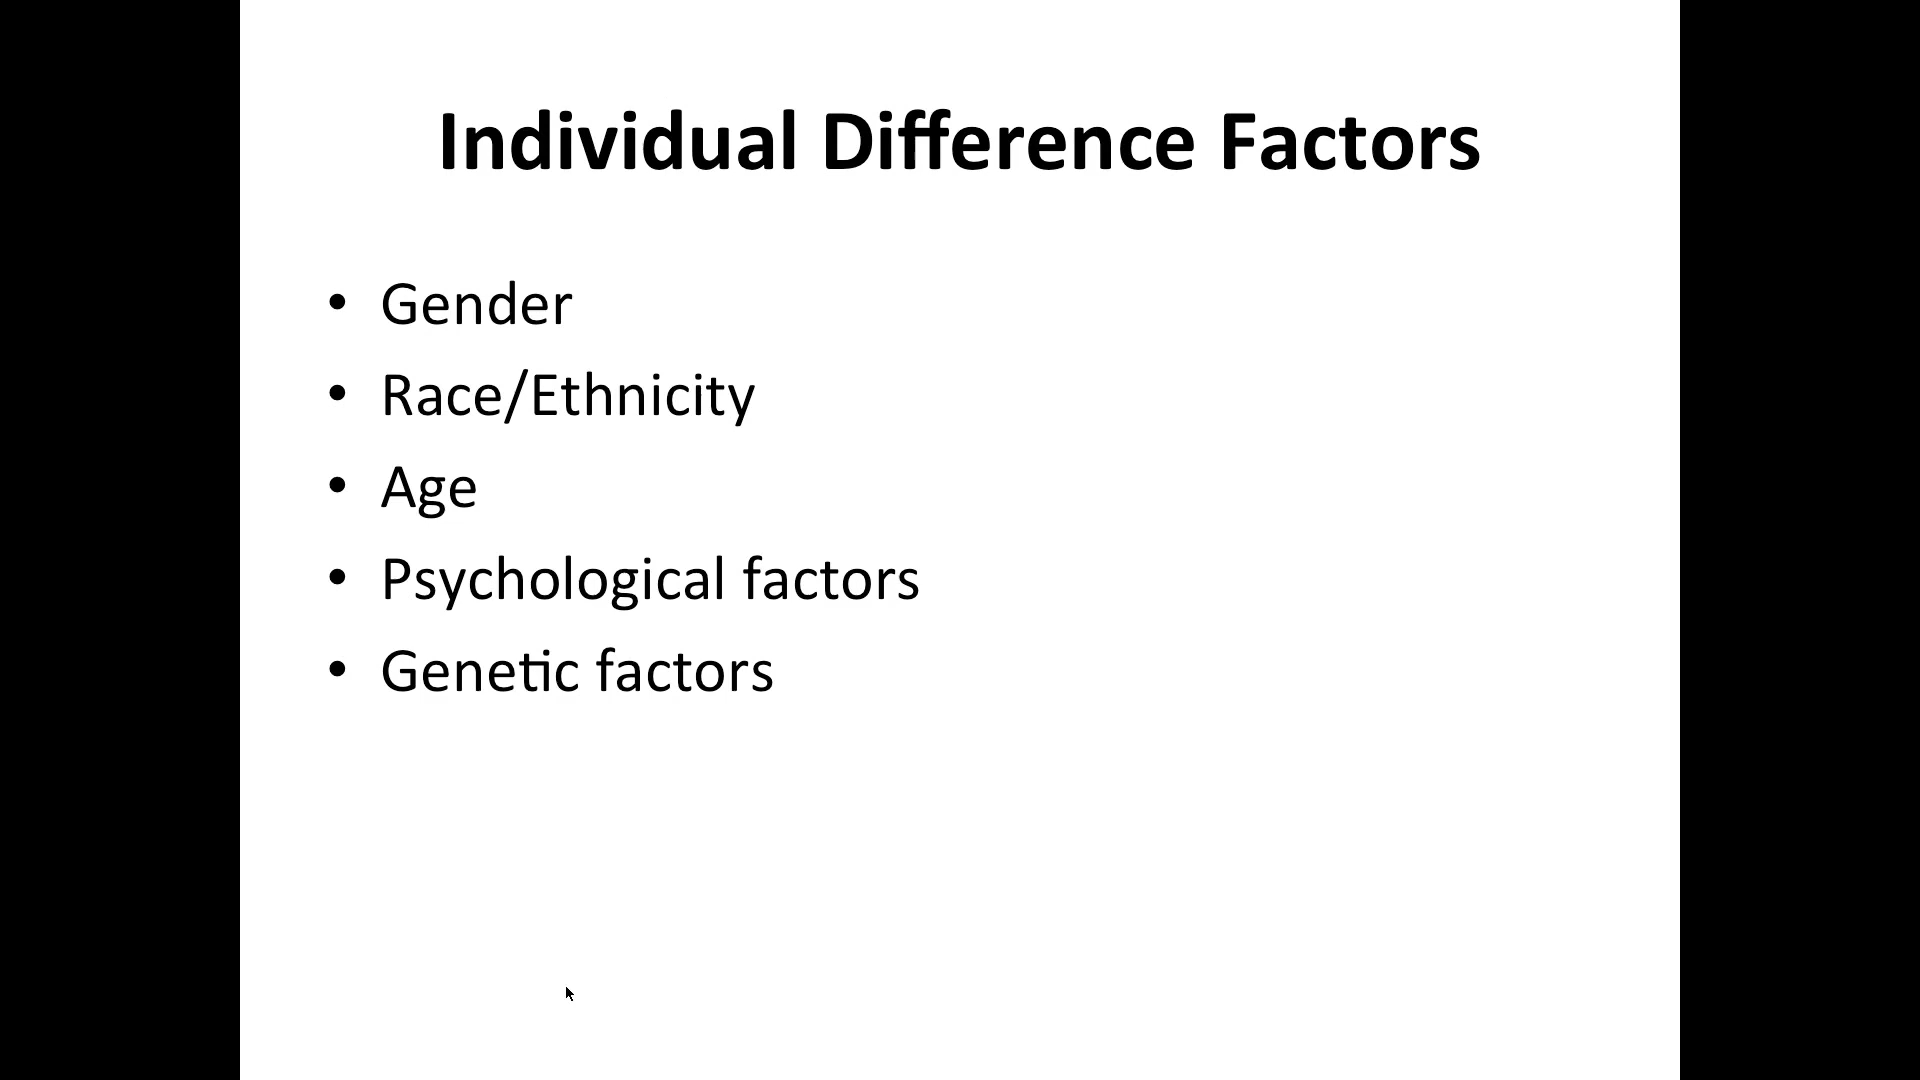 Individual Difference Factors
• Gender
• Race/Ethnicity
• Age
• Psychological factors
• Genetic factors